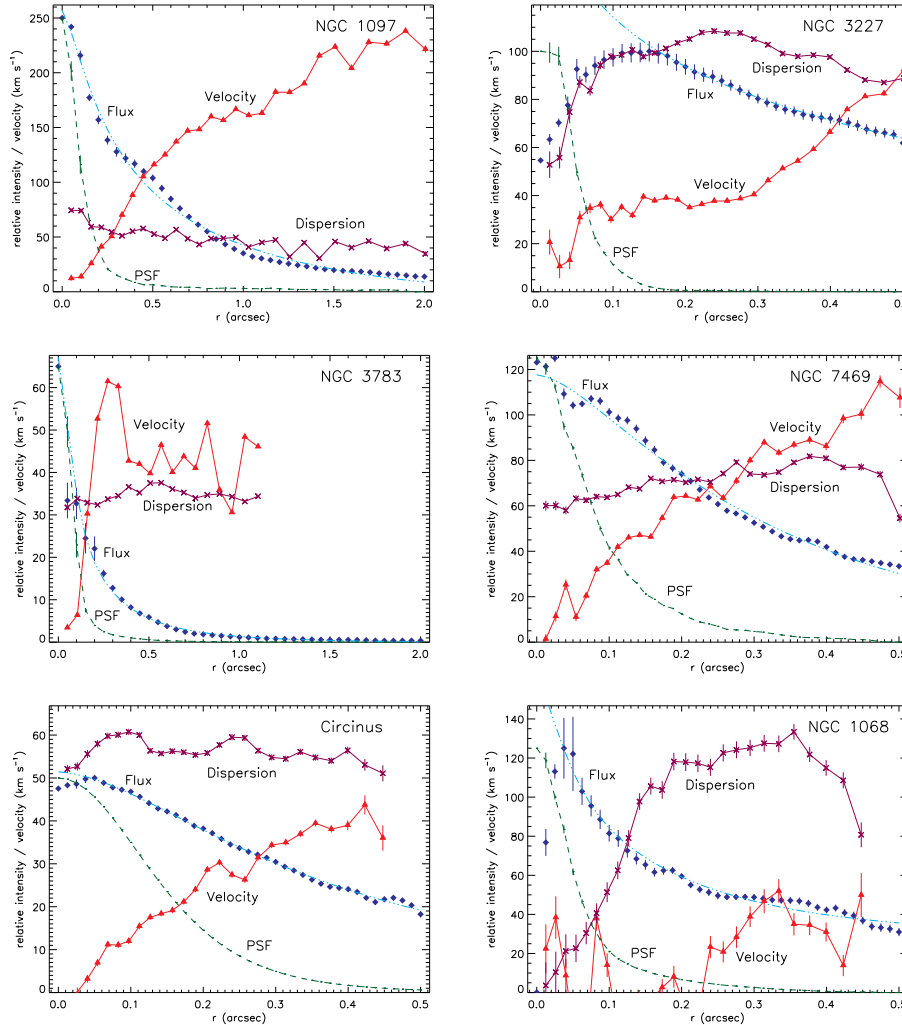 NGC 1097
250
200
150
100
50
0
relative intensity / velocity (km s⁻¹)
Flux
Velocity
Dispersion
PSF
0.0 0.5 1.0 1.5 2.0
r (arcsec)
NGC 3227
100
80
60
40
20
0
relative intensity / velocity (km s⁻¹)
Dispersion
Flux
Velocity
PSF
0.0 0.1 0.2 0.3 0.4 0.5
r (arcsec)
NGC 3783
60
50
40
30
20
10
0
relative intensity / velocity (km s⁻¹)
Velocity
Dispersion
Flux
PSF
0.0 0.5 1.0 1.5 2.0
r (arcsec)
NGC 7469
120
100
80
60
40
20
0
relative intensity / velocity (km s⁻¹)
Flux
Velocity
Dispersion
PSF
0.0 0.1 0.2 0.3 0.4 0.5
r (arcsec)
Circinus
60
50
40
30
20
10
0
relative intensity / velocity (km s⁻¹)
Dispersion
Flux
Velocity
PSF
0.0 0.1 0.2 0.3 0.4 0.5
r (arcsec)
NGC 1068
140
120
100
80
60
40
20
0
relative intensity / velocity (km s⁻¹)
Flux
Dispersion
PSF
Velocity
0.0 0.1 0.2 0.3 0.4 0.5
r (arcsec)